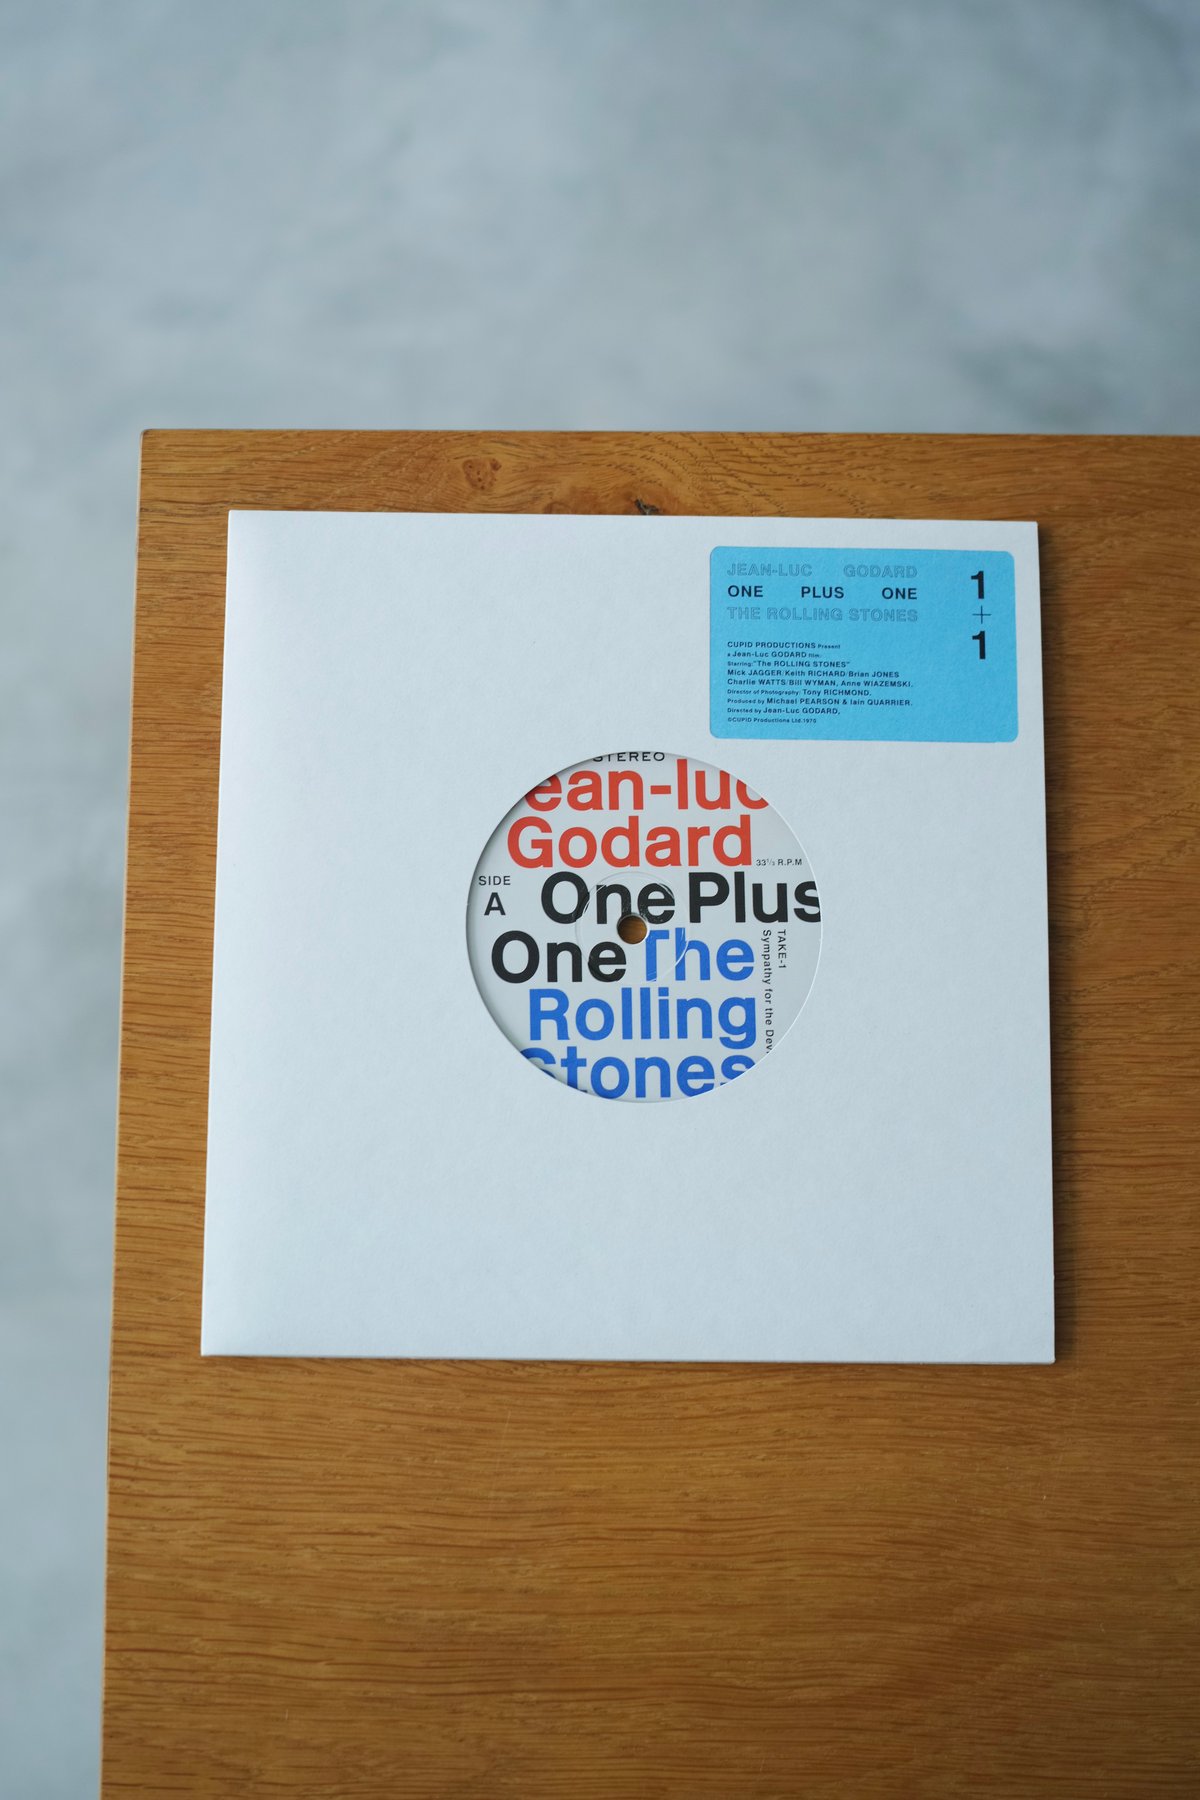 JEAN-LUC GODARD
ONE PLUS ONE
THE ROLLING STONES
1
+
1
CUPID PRODUCTIONS Present
a Jean-Luc GODARD film.
Starring:"The ROLLING STONES"
Mick JAGGER/Keith RICHARD/Brian JONES
Charlie WATTS/Bill WYMAN, Anne WIAZEMSKI.
Director of Photography: Tony RICHMOND.
Produced by Michael PEARSON & Iain QUARRIER.
Directed by Jean-Luc GODARD.
©CUPID Productions Ltd.1970
STEREO
ean-luc
Godard
33⅓ R.P.M
SIDE
A
One Plus
One The
Rolling
Stones
TAKE-1
Sympathy for the Dev